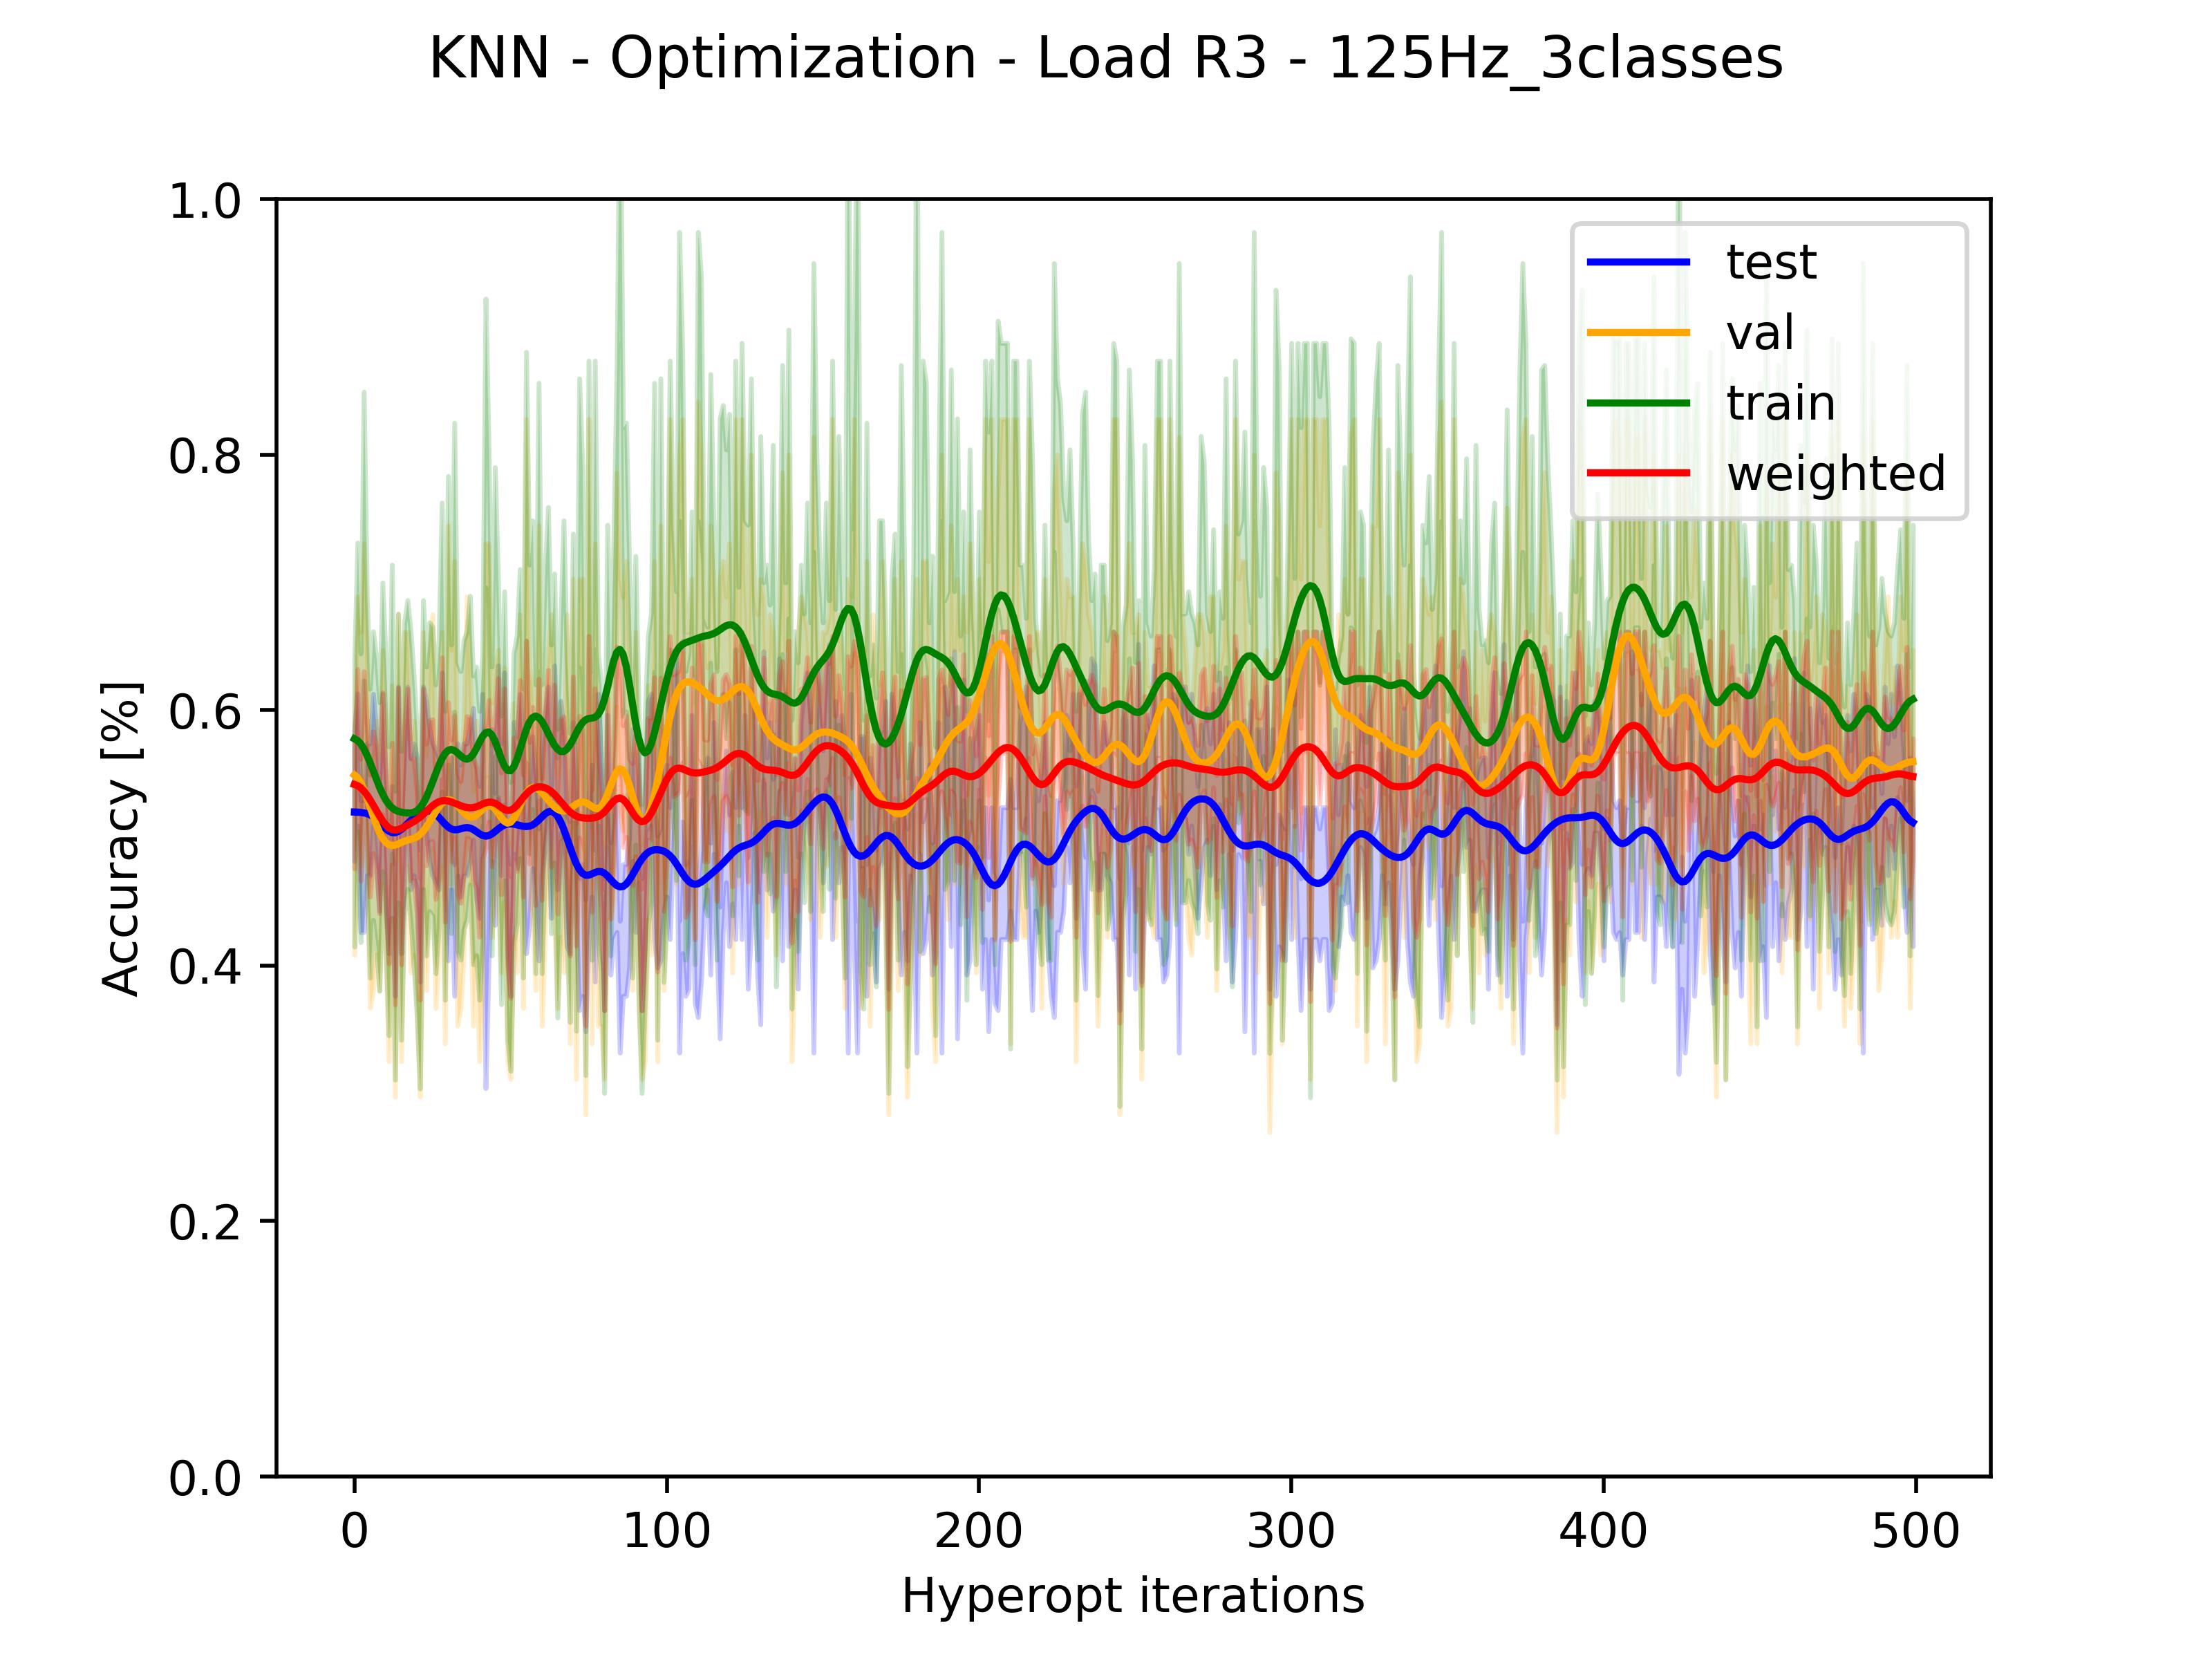 KNN - Optimization - Load R3 - 125Hz_3classes
1.0
0.8
0.6
0.4
0.2
0.0
Accuracy [%]
test
val
train
weighted
0 100 200 300 400 500
Hyperopt iterations